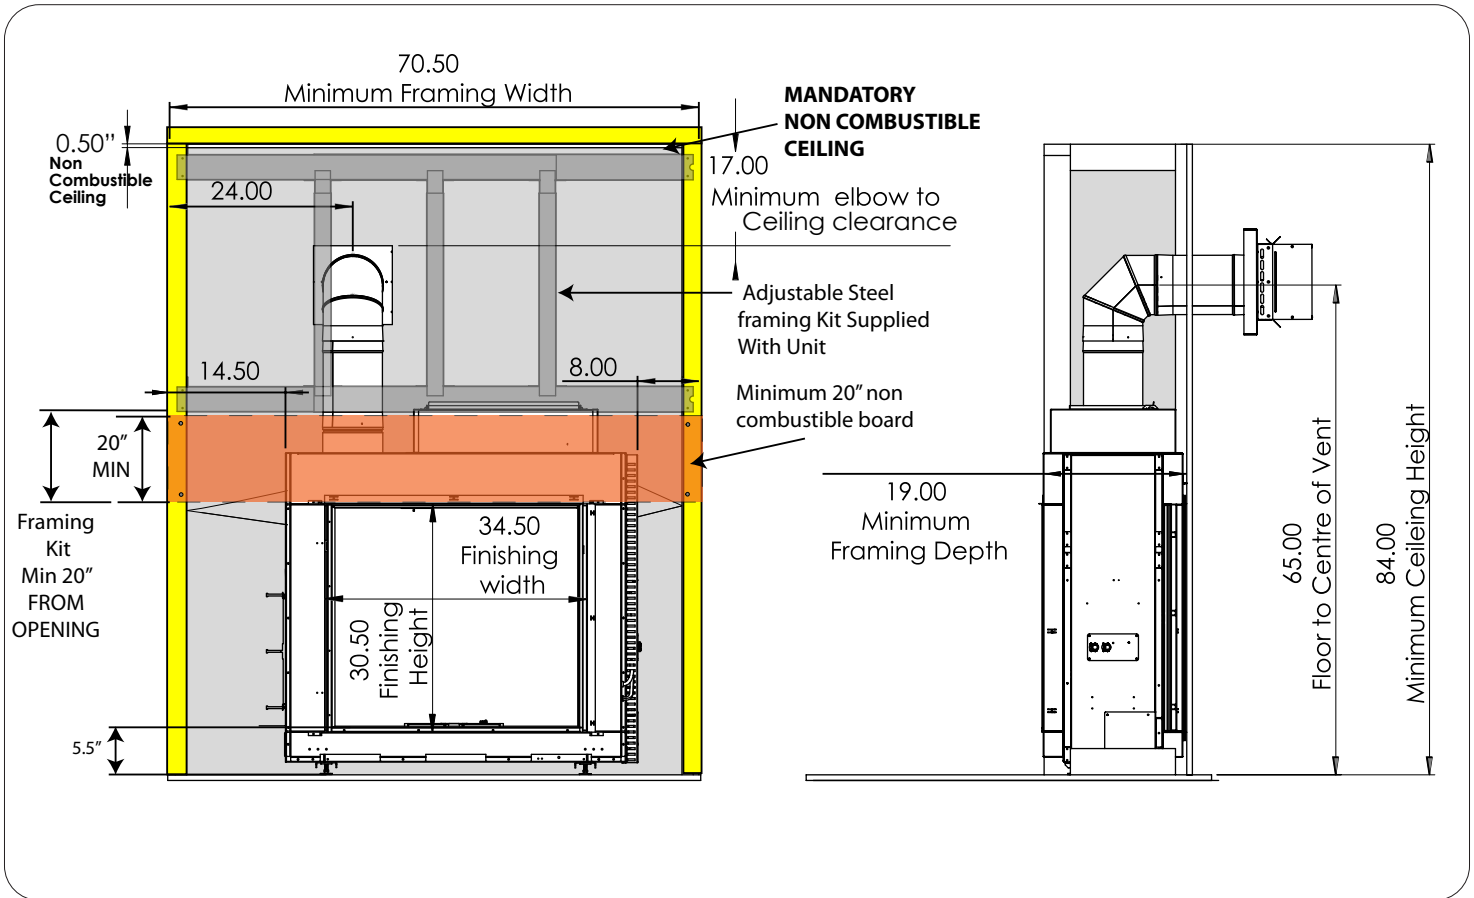 70.50
Minimum Framing Width
MANDATORY
NON COMBUSTIBLE
CEILING
0.50”
Non
Combustible
Ceiling
24.00
17.00
Minimum elbow to
Ceiling clearance
Adjustable Steel
framing Kit Supplied
With Unit
14.50
8.00
Minimum 20” non
combustible board
20”
MIN
Framing
Kit
Min 20”
FROM
OPENING
34.50
Finishing
width
30.50
Finishing
Height
5.5”
19.00
Minimum
Framing Depth
65.00
Floor to Centre of Vent
84.00
Minimum Ceileing Height